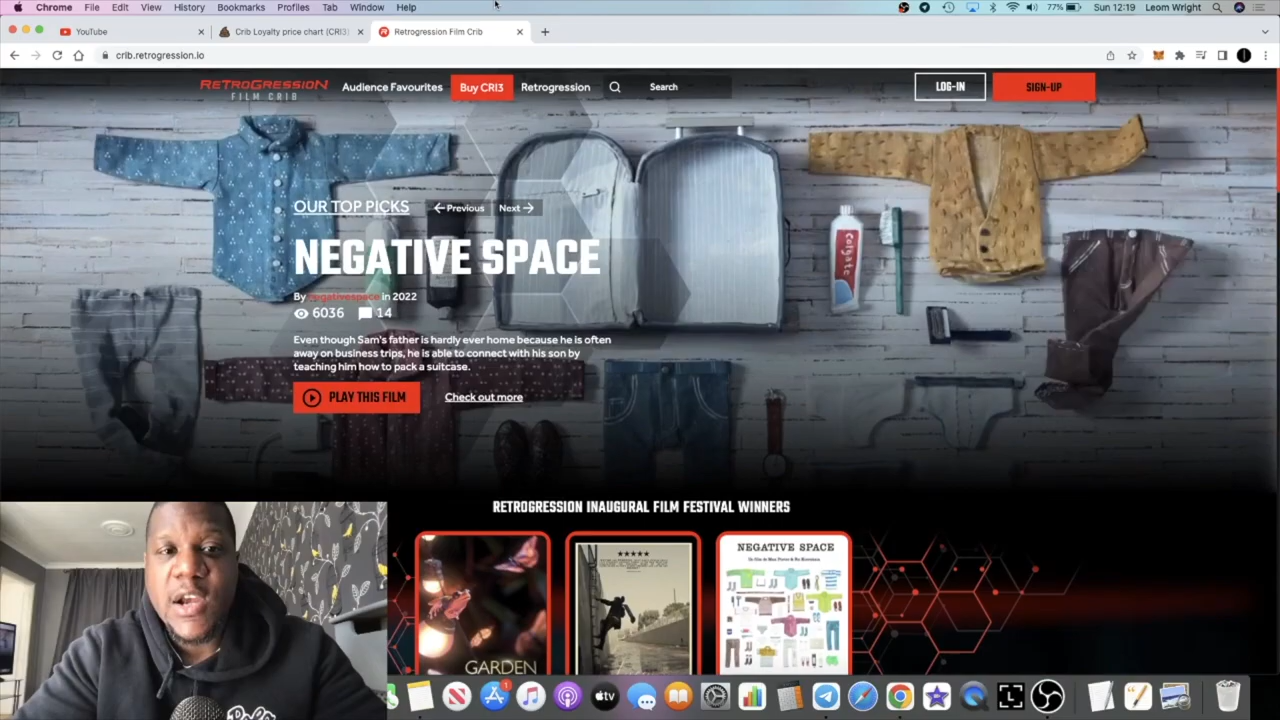 Chrome File Edit View History Bookmarks Profiles Tab Window Help
77% Sun 12:19 Leom Wright
YouTube
Crib Loyalty price chart (CRI3)
Retrogression Film Crib
crib.retrogression.io
RETROGRESSION
FILM CRIB
Audience Favourites
Buy CRI3
Retrogression
Search
LOG-IN
SIGN-UP
Colgate
OUR TOP PICKS
Previous
Next
NEGATIVE SPACE
By negativespace in 2022
6036 14
Even though Sam's father is hardly ever home because he is often
away on business trips, he is able to connect with his son by
teaching him how to pack a suitcase.
PLAY THIS FILM
Check out more
RETROGRESSION INAUGURAL FILM FESTIVAL WINNERS
GARDEN
NEGATIVE SPACE
tv
1